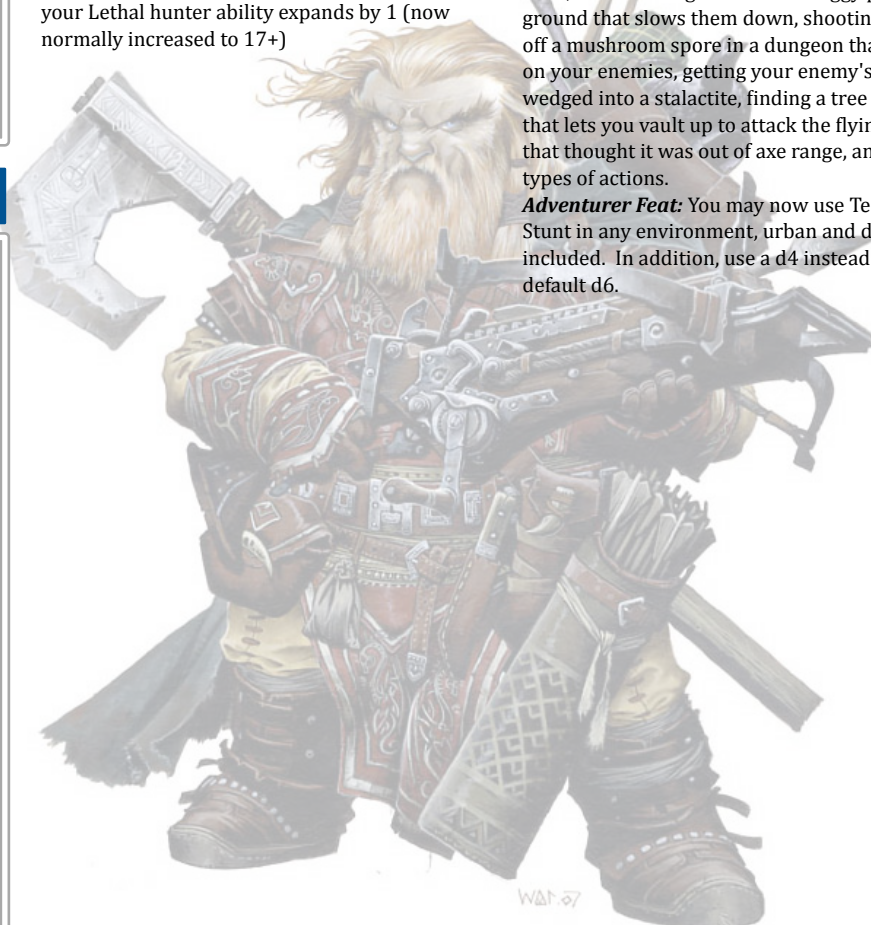 your Lethal hunter ability expands by 1 (now
normally increased to 17+)
ground that slows them down, shootin
off a mushroom spore in a dungeon tha
on your enemies, getting your enemy's
wedged into a stalactite, finding a tree
that lets you vault up to attack the flyin
that thought it was out of axe range, an
types of actions.
Adventurer Feat: You may now use Te
Stunt in any environment, urban and d
included. In addition, use a d4 instead
default d6.